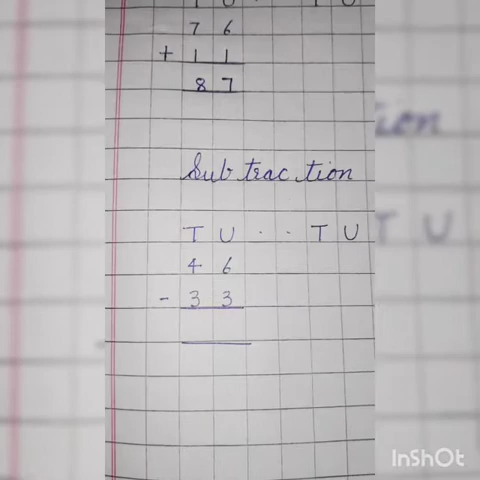 T U T U
7 6
+ 1 1
8 7
Subtraction
T U . . T U
4 6
- 3 3
InShOt